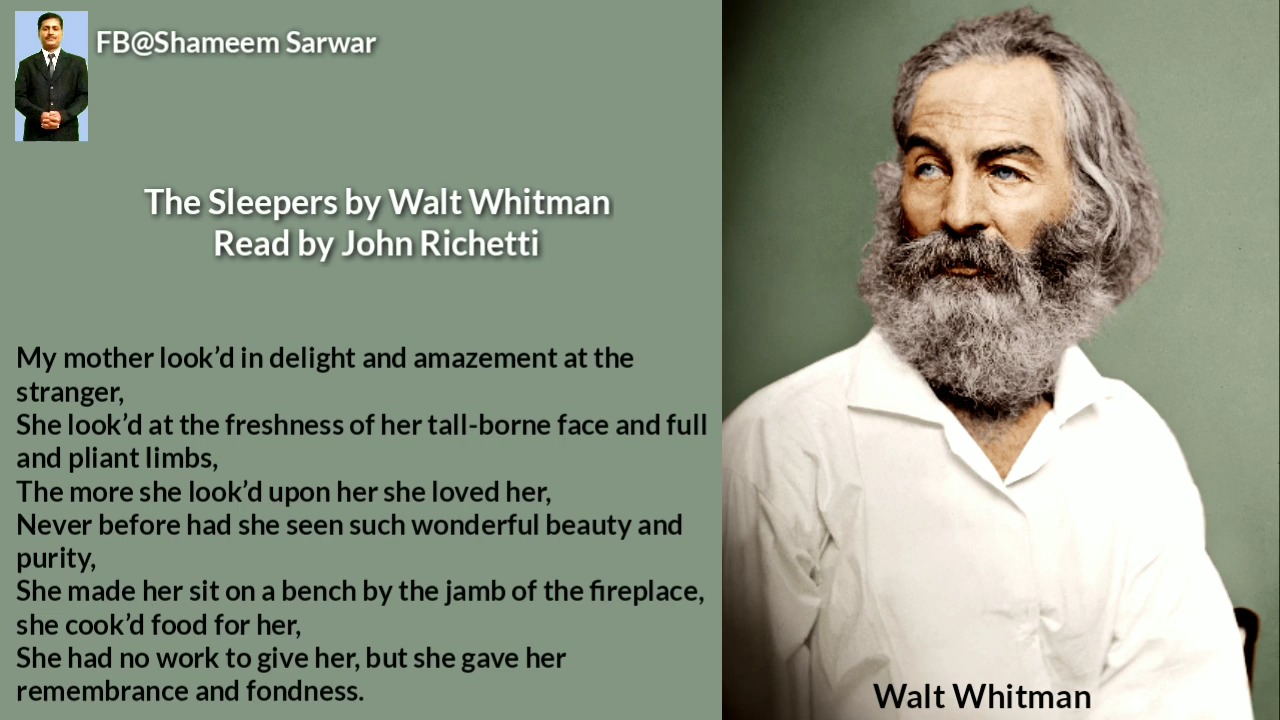 FB@Shameem Sarwar
The Sleepers by Walt Whitman
Read by John Richetti
My mother look’d in delight and amazement at the
stranger,
She look’d at the freshness of her tall-borne face and full
and pliant limbs,
The more she look’d upon her she loved her,
Never before had she seen such wonderful beauty and
purity,
She made her sit on a bench by the jamb of the fireplace,
she cook’d food for her,
She had no work to give her, but she gave her
remembrance and fondness.
Walt Whitman